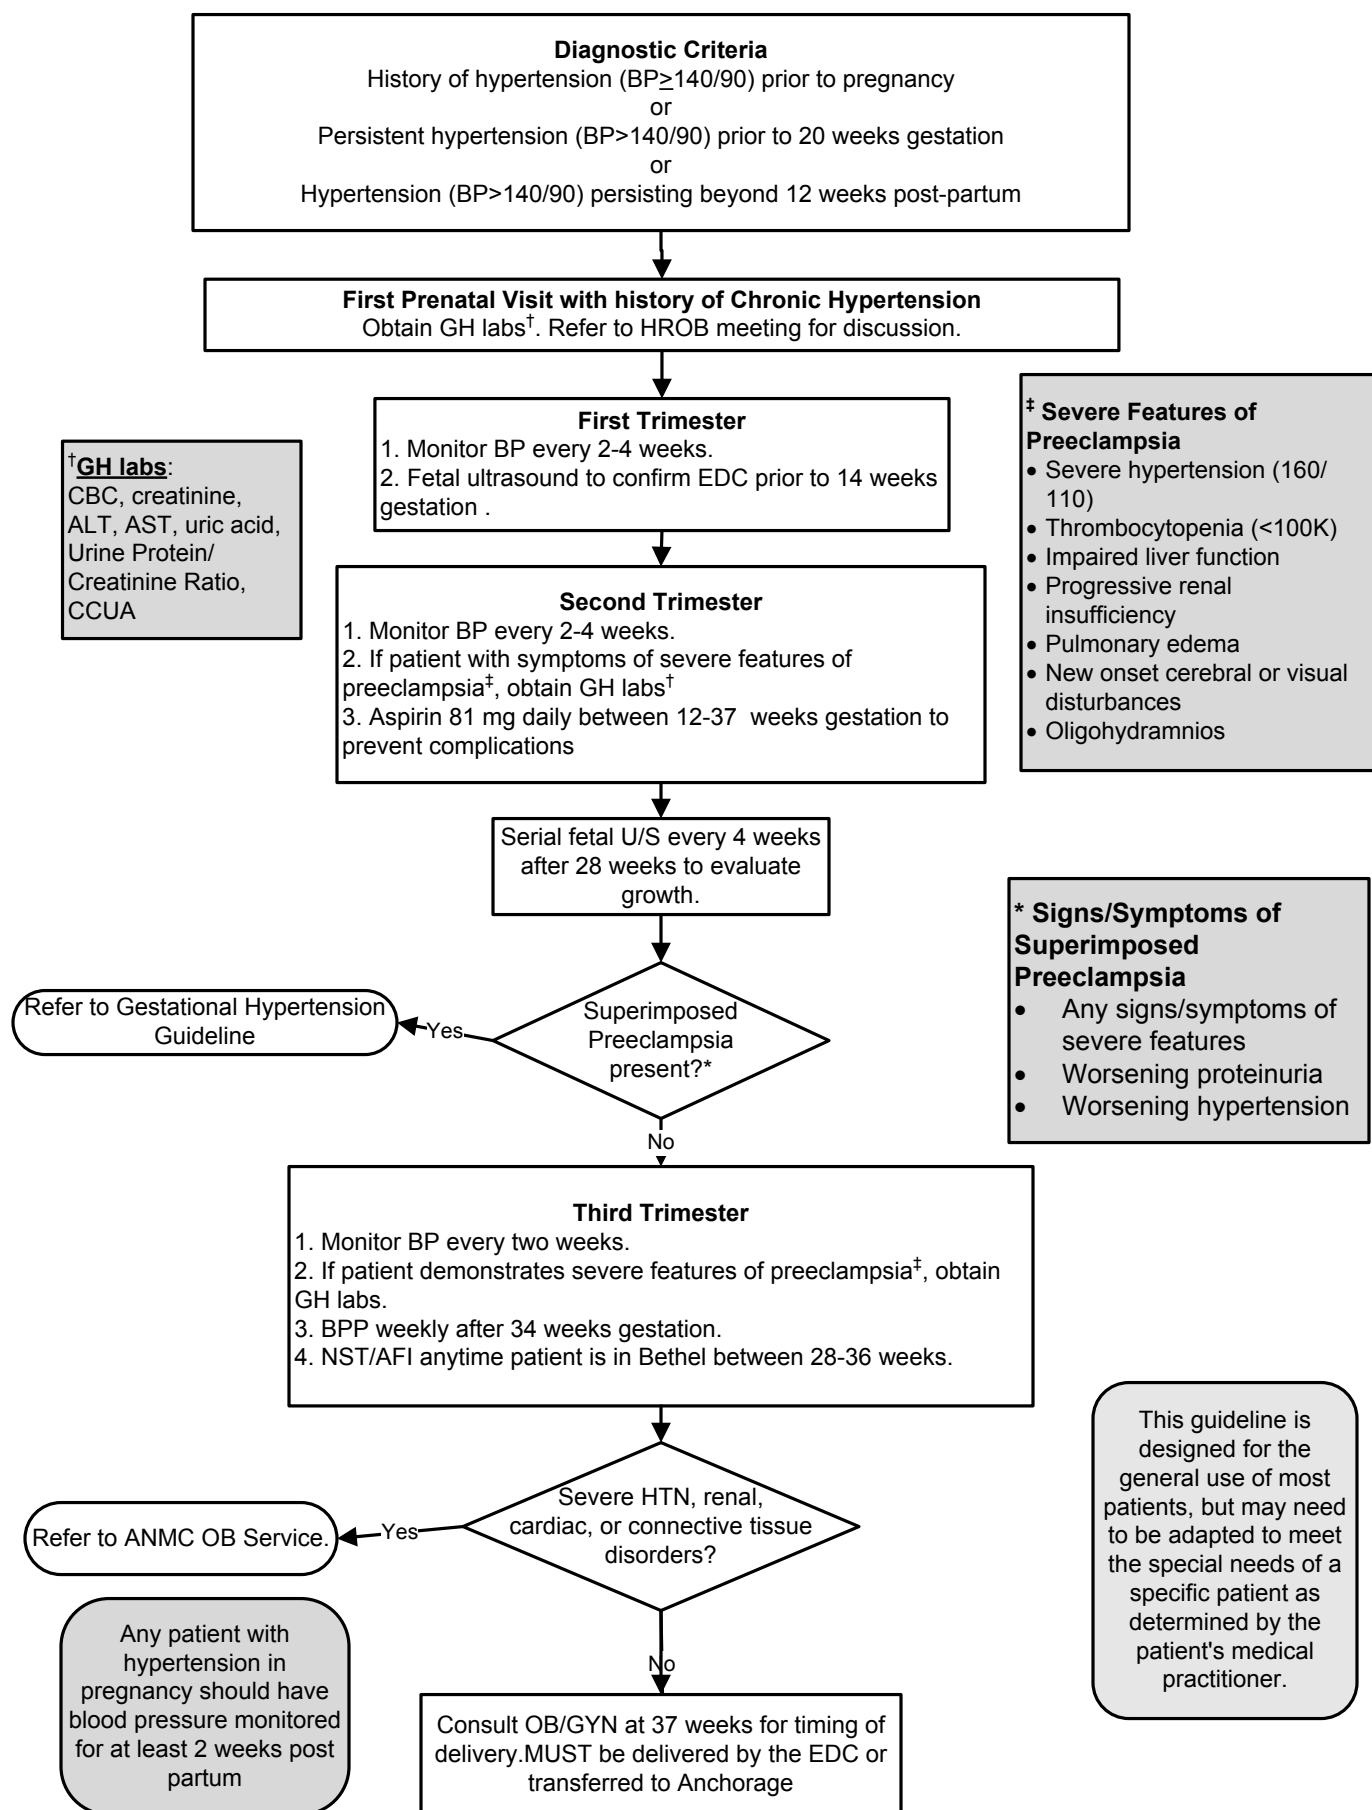 Diagnostic Criteria
History of hypertension (BP≥140/90) prior to pregnancy
or
Persistent hypertension (BP>140/90) prior to 20 weeks gestation
or
Hypertension (BP>140/90) persisting beyond 12 weeks post-partum
First Prenatal Visit with history of Chronic Hypertension
Obtain GH labs†. Refer to HROB meeting for discussion.
First Trimester
1. Monitor BP every 2-4 weeks.
2. Fetal ultrasound to confirm EDC prior to 14 weeks
gestation .
†GH labs:
CBC, creatinine,
ALT, AST, uric acid,
Urine Protein/
Creatinine Ratio,
CCUA
‡ Severe Features of
Preeclampsia
• Severe hypertension (160/
110)
• Thrombocytopenia (<100K)
• Impaired liver function
• Progressive renal
insufficiency
• Pulmonary edema
• New onset cerebral or visual
disturbances
• Oligohydramnios
Second Trimester
1. Monitor BP every 2-4 weeks.
2. If patient with symptoms of severe features of
preeclampsia‡, obtain GH labs†
3. Aspirin 81 mg daily between 12-37 weeks gestation to
prevent complications
Serial fetal U/S every 4 weeks
after 28 weeks to evaluate
growth.
* Signs/Symptoms of
Superimposed
Preeclampsia
• Any signs/symptoms of
severe features
• Worsening proteinuria
• Worsening hypertension
Superimposed
Preeclampsia
present?*
Yes
Refer to Gestational Hypertension
Guideline
No
Third Trimester
1. Monitor BP every two weeks.
2. If patient demonstrates severe features of preeclampsia‡, obtain
GH labs.
3. BPP weekly after 34 weeks gestation.
4. NST/AFI anytime patient is in Bethel between 28-36 weeks.
Severe HTN, renal,
cardiac, or connective tissue
disorders?
Yes
Refer to ANMC OB Service.
No
This guideline is
designed for the
general use of most
patients, but may need
to be adapted to meet
the special needs of a
specific patient as
determined by the
patient's medical
practitioner.
Any patient with
hypertension in
pregnancy should have
blood pressure monitored
for at least 2 weeks post
partum
Consult OB/GYN at 37 weeks for timing of
delivery.MUST be delivered by the EDC or
transferred to Anchorage